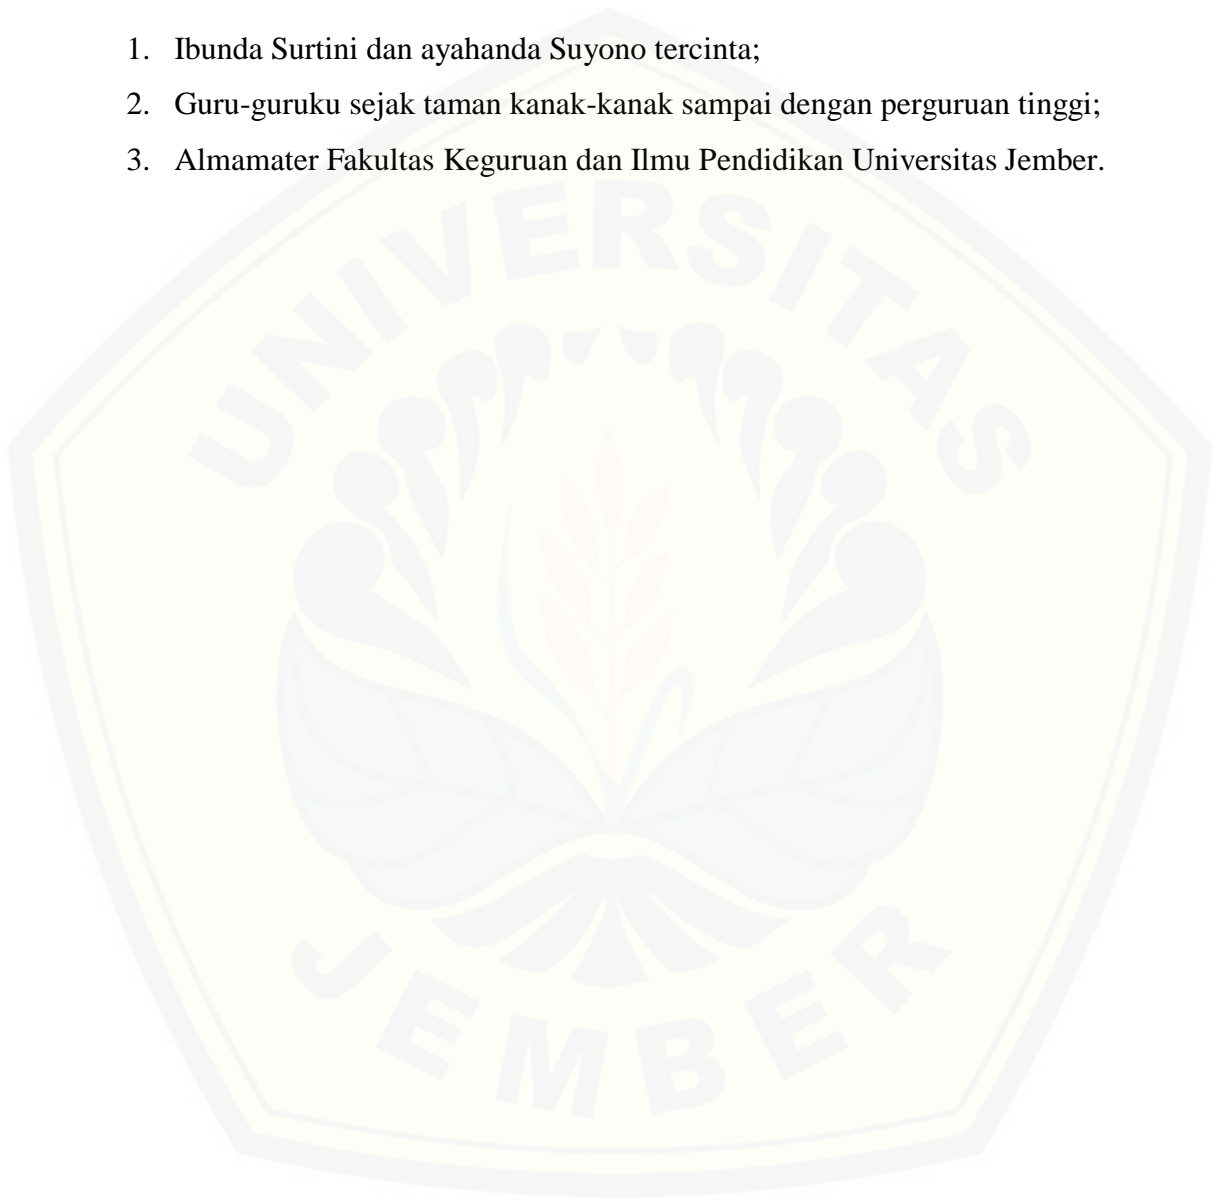 1. Ibunda Surtini dan ayahanda Suyono tercinta;
2. Guru-guruku sejak taman kanak-kanak sampai dengan perguruan tinggi;
3. Almamater Fakultas Keguruan dan Ilmu Pendidikan Universitas Jember.
UNIVERSITAS
JEMBER